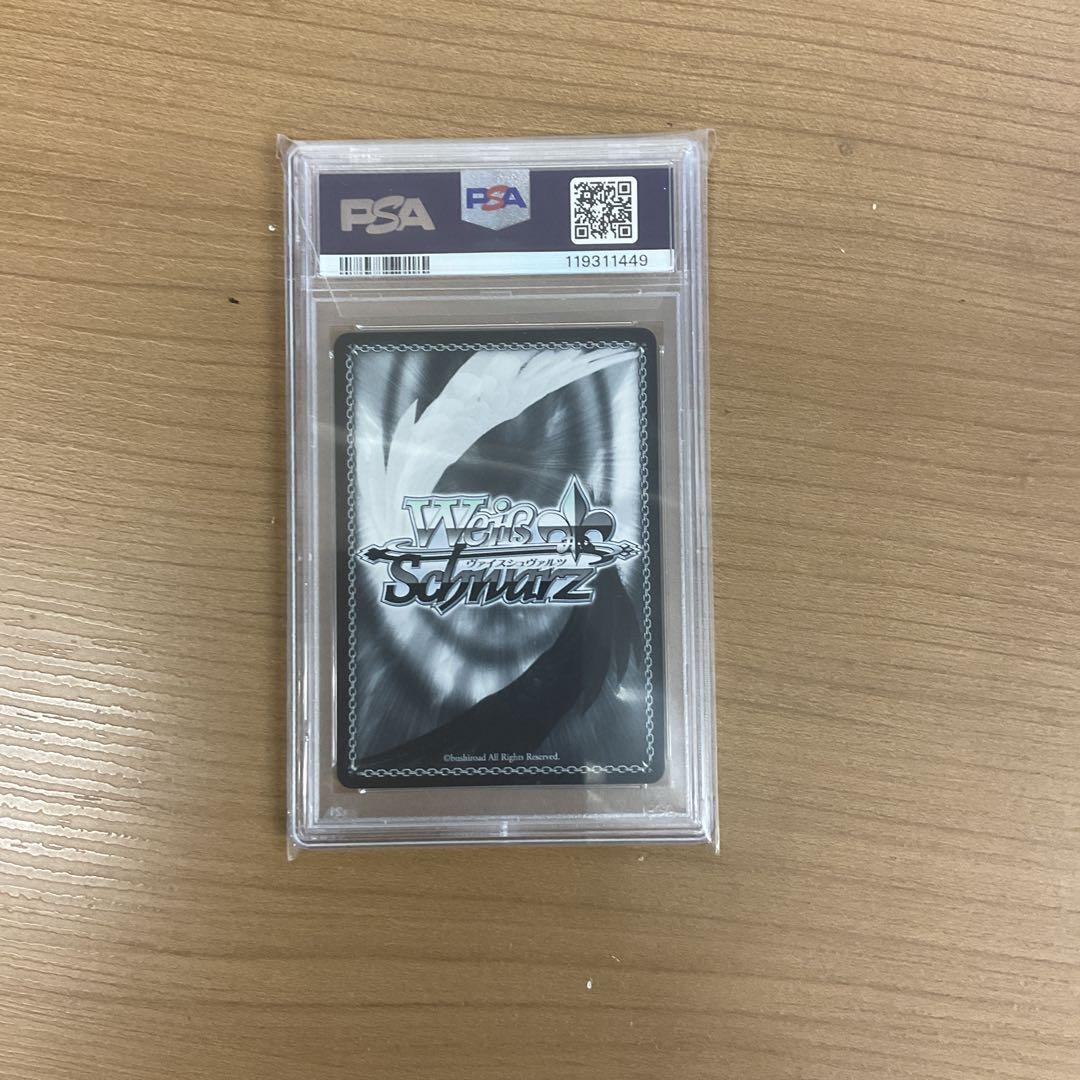 PSA
PSA
119311449
Weiß
ヴァイスシュヴァルツ
Schwarz
©bushiroad All Rights Reserved.